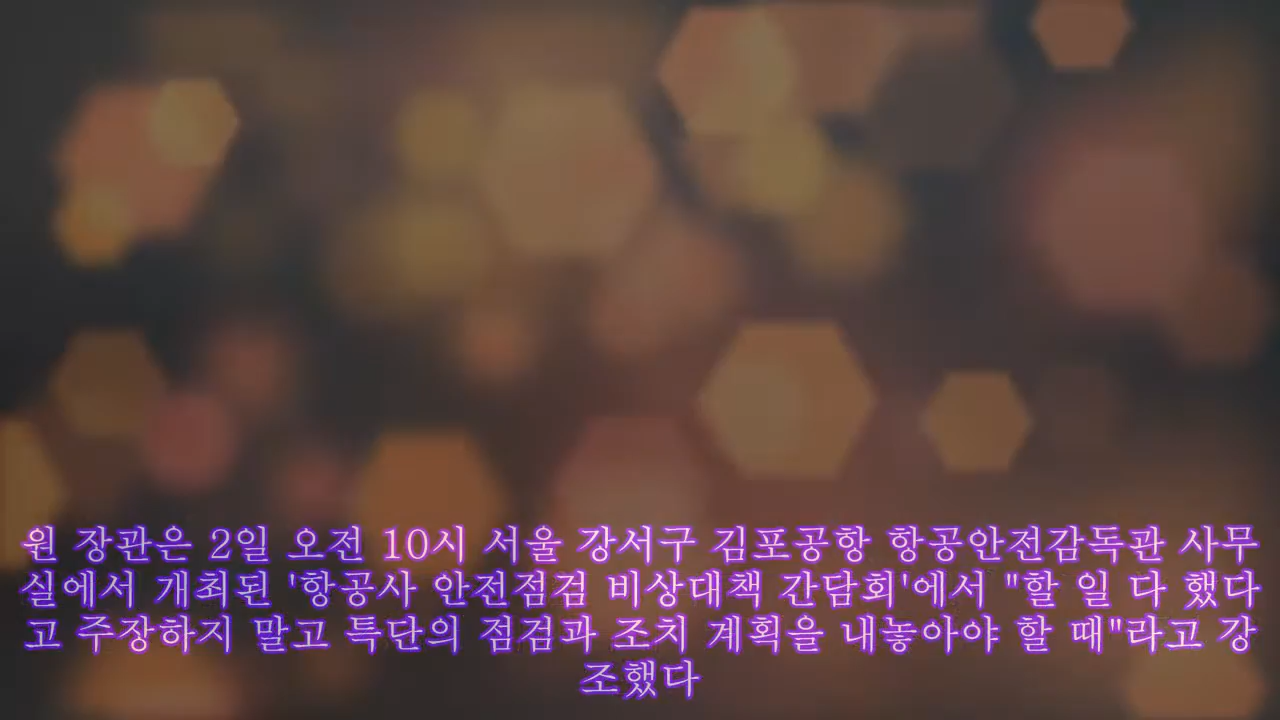 원 장관은 2일 오전 10시 서울 강서구 김포공항 항공안전감독관 사무
실에서 개최된 '항공사 안전점검 비상대책 간담회'에서 "할 일 다 했다
고 주장하지 말고 특단의 점검과 조치 계획을 내놓아야 할 때"라고 강
조했다